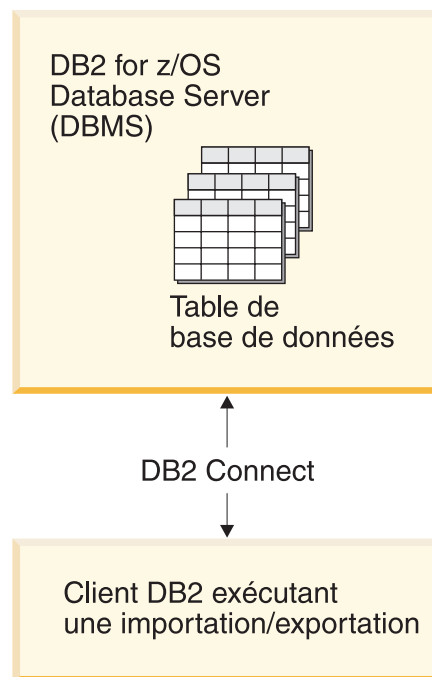 DB2 for z/OS
Database Server
(DBMS)
Table de
base de données
DB2 Connect
Client DB2 exécutant
une importation/exportation